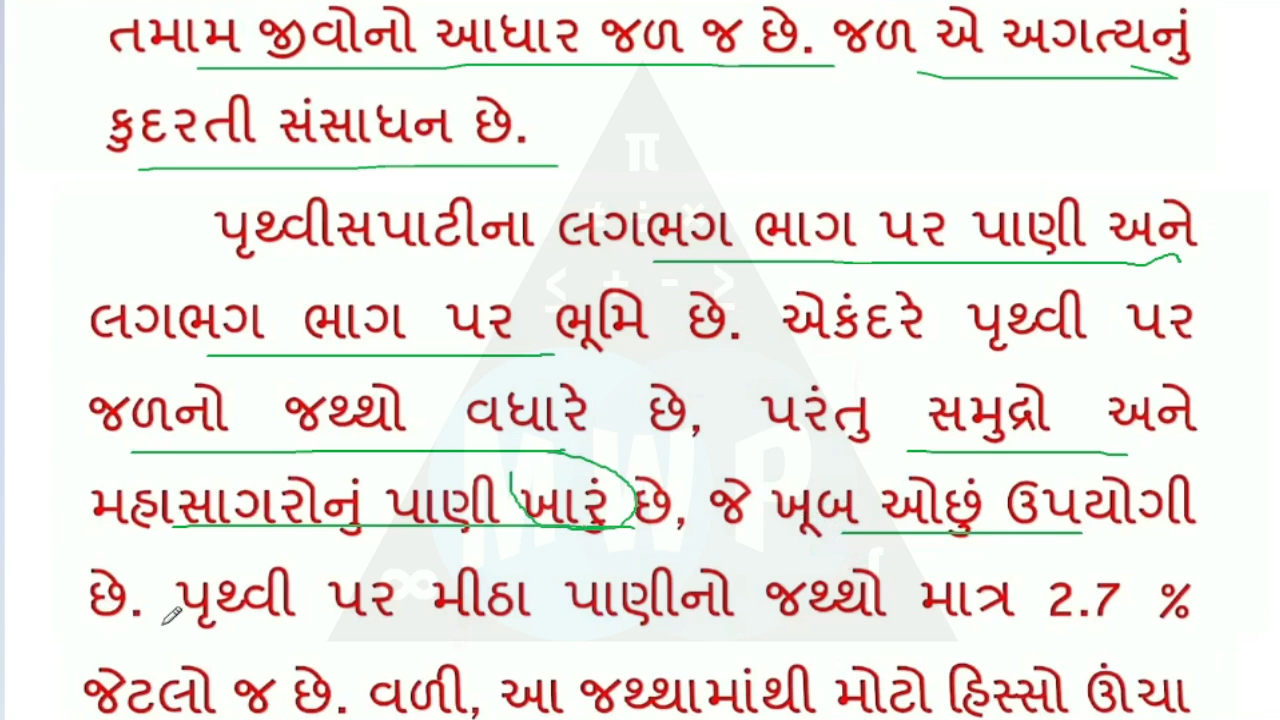 તમામ જીવોનો આધાર જળ જ છે. જળ એ અગત્યનું
કુદરતી સંસાધન છે.
પૃથ્વીસપાટીના લગભગ ભાગ પર પાણી અને
લગભગ ભાગ પર ભૂમિ છે. એકંદરે પૃથ્વી પર
જળનો જથ્થો વધારે છે, પરંતુ સમુદ્રો અને
મહાસાગરોનું પાણી ખારું છે, જે ખૂબ ઓછું ઉપયોગી
છે. પૃથ્વી પર મીઠા પાણીનો જથ્થો માત્ર 2.7 %
જેટલો જ છે. વળી, આ જથ્થામાંથી મોટો હિસ્સો ઊંચા
MWP